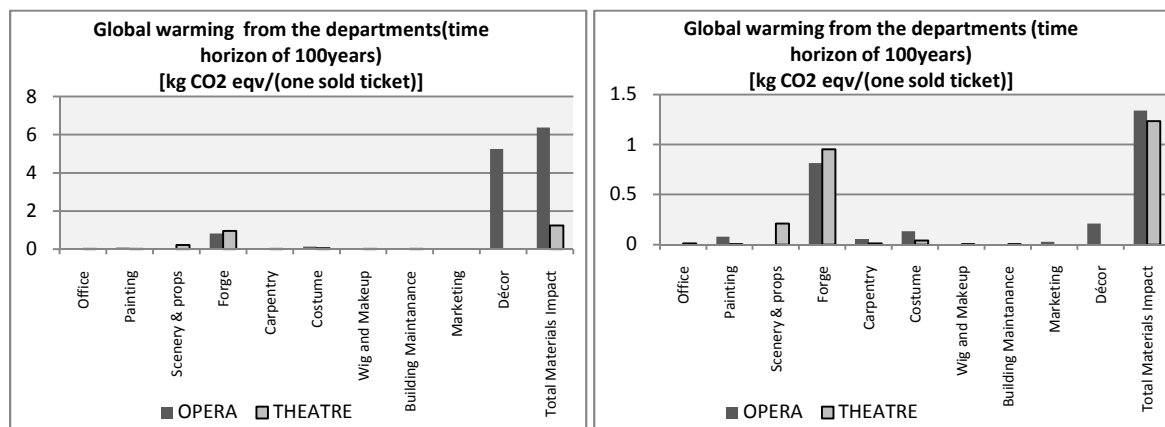 Global warming  from the departments(time
horizon of 100years)
[kg CO2 eqv/(one sold ticket)]
8
6
4
2
0
Office
Painting
Scenery & props
Forge
Carpentry
Costume
Wig and Makeup
Building Maintanance
Marketing
Décor
Total Materials Impact
OPERA
THEATRE
Global warming from the departments (time
horizon of 100years)
[kg CO2 eqv/(one sold ticket)]
1.5
1
0.5
0
Office
Painting
Scenery & props
Forge
Carpentry
Costume
Wig and Makeup
Building Maintanance
Marketing
Décor
Total Materials Impact
OPERA
THEATRE